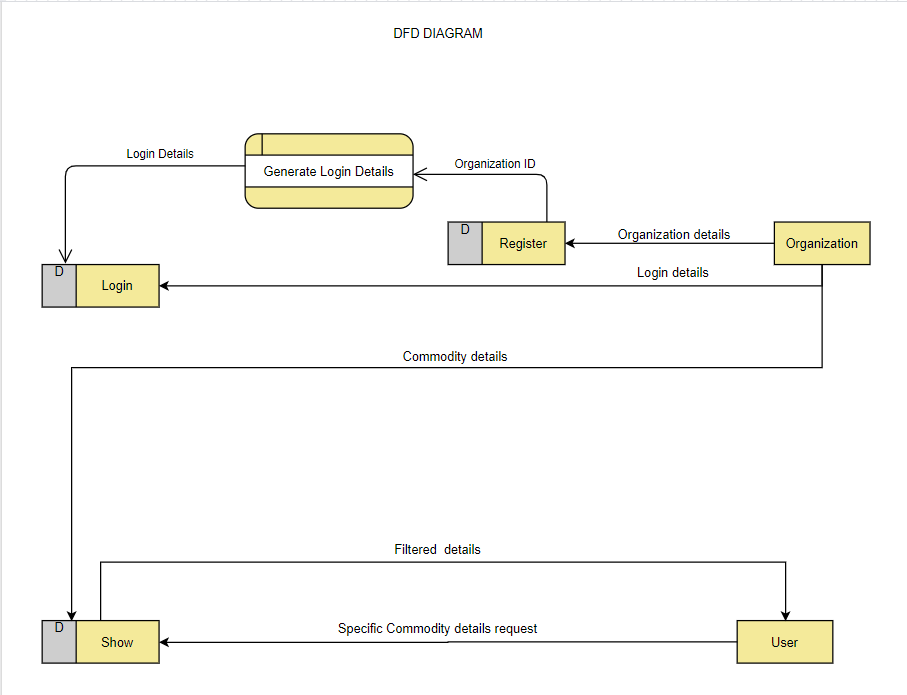 DFD DIAGRAM
Login Details
Generate Login Details
Organization ID
D
Register
Organization details
Organization
D
Login
Login details
Commodity details
Filtered  details
D
Show
Specific Commodity details request
User